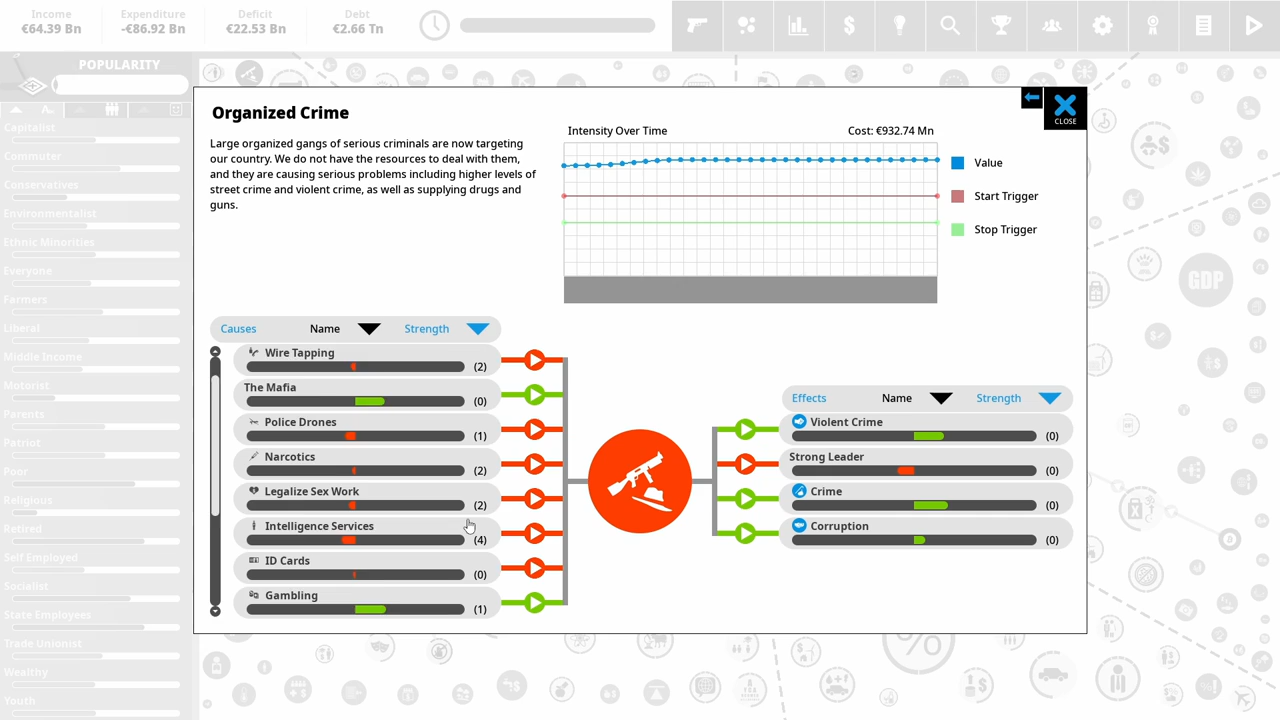 Income
€64.39 Bn
Expenditure
-€86.92 Bn
Deficit
€22.53 Bn
Debt
€2.66 Tn
POPULARITY
Capitalist
Commuter
Conservatives
Environmentalist
Ethnic Minorities
Everyone
Farmers
Liberal
Middle Income
Motorist
Parents
Patriot
Poor
Religious
Retired
Self Employed
Socialist
State Employees
Trade Unionist
Wealthy
Youth
Organized Crime
Large organized gangs of serious criminals are now targeting
our country. We do not have the resources to deal with them,
and they are causing serious problems including higher levels of
street crime and violent crime, as well as supplying drugs and
guns.
Intensity Over Time
Cost: €932.74 Mn
Value
Start Trigger
Stop Trigger
CLOSE
Causes Name Strength
Wire Tapping
(2)
The Mafia
(0)
Police Drones
(1)
Narcotics
(2)
Legalize Sex Work
(2)
Intelligence Services
(4)
ID Cards
(0)
Gambling
(1)
Effects Name Strength
Violent Crime
(0)
Strong Leader
(0)
Crime
(0)
Corruption
(0)
GDP